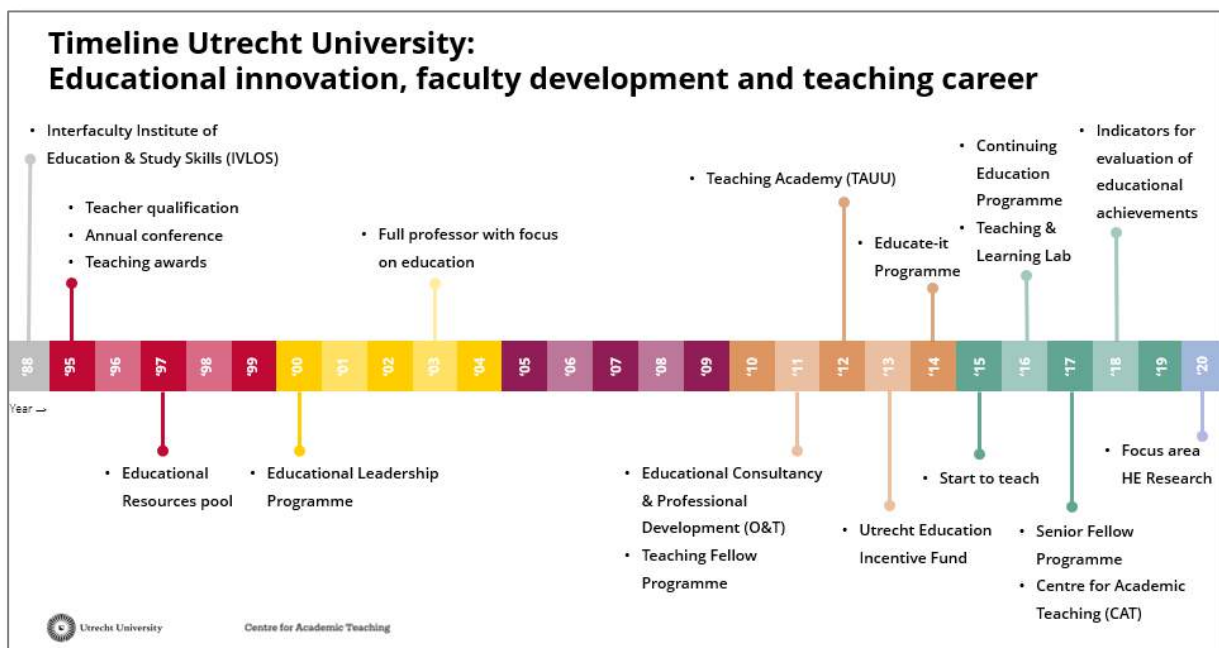 Timeline Utrecht University:
Educational innovation, faculty development and teaching career
• Interfaculty Institute of
Education & Study Skills (IVLOS)
• Teacher qualification
• Annual conference
• Teaching awards
• Full professor with focus
on education
• Teaching Academy (TAUU)
• Educate-it
Programme
• Continuing
Education
Programme
• Teaching &
Learning Lab
• Indicators for
evaluation of
educational
achievements
'88 '95 '96 '97 '98 '99 '00 '01 '02 '03 '04 '05 '06 '07 '08 '09 '10 '11 '12 '13 '14 '15 '16 '17 '18 '19 '20
Year →
• Educational
Resources pool
• Educational Leadership
Programme
• Educational Consultancy
& Professional
Development (O&T)
• Teaching Fellow
Programme
• Utrecht Education
Incentive Fund
• Start to teach
• Senior Fellow
Programme
• Centre for Academic
Teaching (CAT)
• Focus area
HE Research
Utrecht University
Centre for Academic Teaching